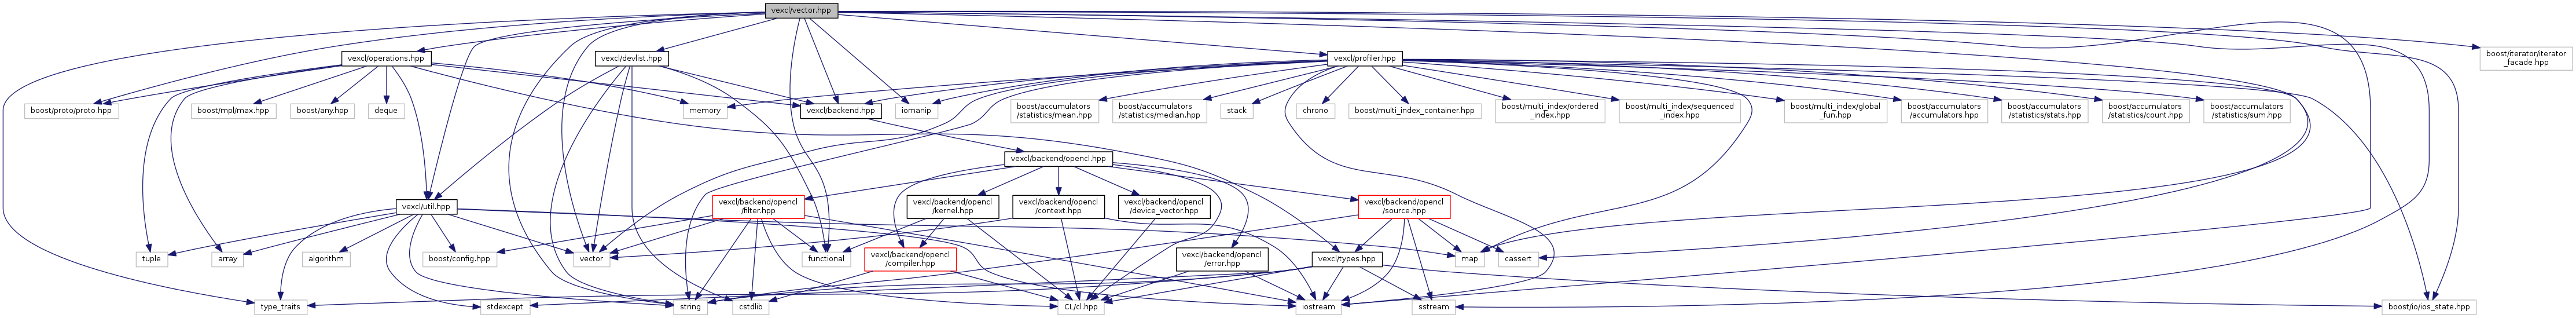 vexcl/vector.hpp
boost/iterator/iterator
_facade.hpp
vexcl/operations.hpp
vexcl/devlist.hpp
vexcl/profiler.hpp
boost/proto/proto.hpp
boost/mpl/max.hpp
boost/any.hpp
deque
memory
vexcl/backend.hpp
iomanip
boost/accumulators
/statistics/mean.hpp
boost/accumulators
/statistics/median.hpp
stack
chrono
boost/multi_index_container.hpp
boost/multi_index/ordered
_index.hpp
boost/multi_index/sequenced
_index.hpp
boost/multi_index/global
_fun.hpp
boost/accumulators
/accumulators.hpp
boost/accumulators
/statistics/stats.hpp
boost/accumulators
/statistics/count.hpp
boost/accumulators
/statistics/sum.hpp
vexcl/backend/opencl.hpp
vexcl/util.hpp
vexcl/backend/opencl
/filter.hpp
vexcl/backend/opencl
/kernel.hpp
vexcl/backend/opencl
/context.hpp
vexcl/backend/opencl
/device_vector.hpp
vexcl/backend/opencl
/source.hpp
tuple
array
algorithm
boost/config.hpp
vector
functional
vexcl/backend/opencl
/compiler.hpp
vexcl/backend/opencl
/error.hpp
vexcl/types.hpp
map
cassert
type_traits
stdexcept
string
cstdlib
CL/cl.hpp
iostream
sstream
boost/io/ios_state.hpp